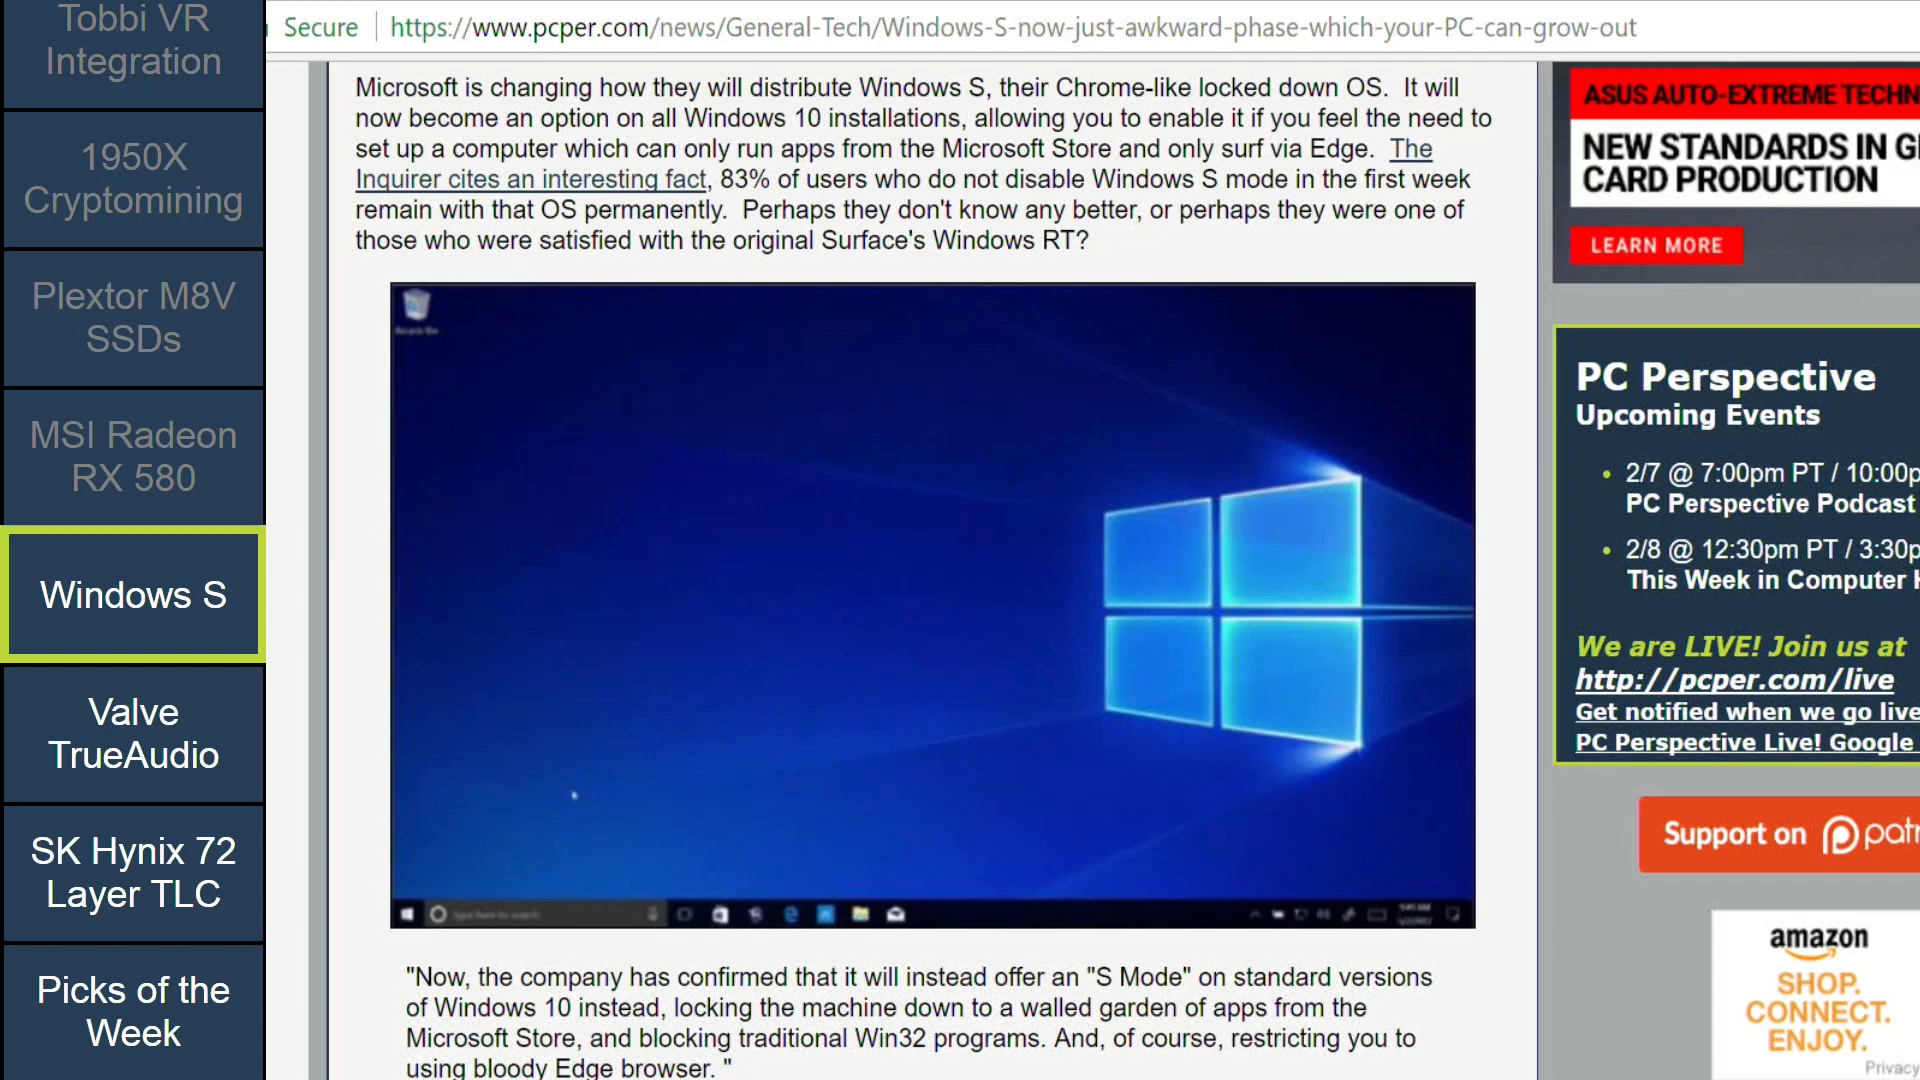 Tobbi VR
Integration
1950X
Cryptomining
Plextor M8V
SSDs
MSI Radeon
RX 580
Windows S
Valve
TrueAudio
SK Hynix 72
Layer TLC
Picks of the
Week
Secure
https://www.pcper.com/news/General-Tech/Windows-S-now-just-awkward-phase-which-your-PC-can-grow-out
Microsoft is changing how they will distribute Windows S, their Chrome-like locked down OS.  It will
now become an option on all Windows 10 installations, allowing you to enable it if you feel the need to
set up a computer which can only run apps from the Microsoft Store and only surf via Edge.  The
Inquirer cites an interesting fact, 83% of users who do not disable Windows S mode in the first week
remain with that OS permanently.  Perhaps they don't know any better, or perhaps they were one of
those who were satisfied with the original Surface's Windows RT?
Recycle Bin
Type here to search
"Now, the company has confirmed that it will instead offer an "S Mode" on standard versions
of Windows 10 instead, locking the machine down to a walled garden of apps from the
Microsoft Store, and blocking traditional Win32 programs. And, of course, restricting you to
using bloody Edge browser. "
ASUS AUTO-EXTREME TECHN
NEW STANDARDS IN G
CARD PRODUCTION
LEARN MORE
PC Perspective
Upcoming Events
2/7 @ 7:00pm PT / 10:00p
PC Perspective Podcast
2/8 @ 12:30pm PT / 3:30p
This Week in Computer
We are LIVE! Join us at
http://pcper.com/live
Get notified when we go live
PC Perspective Live! Google
Support on patr
amazon
SHOP.
CONNECT.
ENJOY.
Privacy